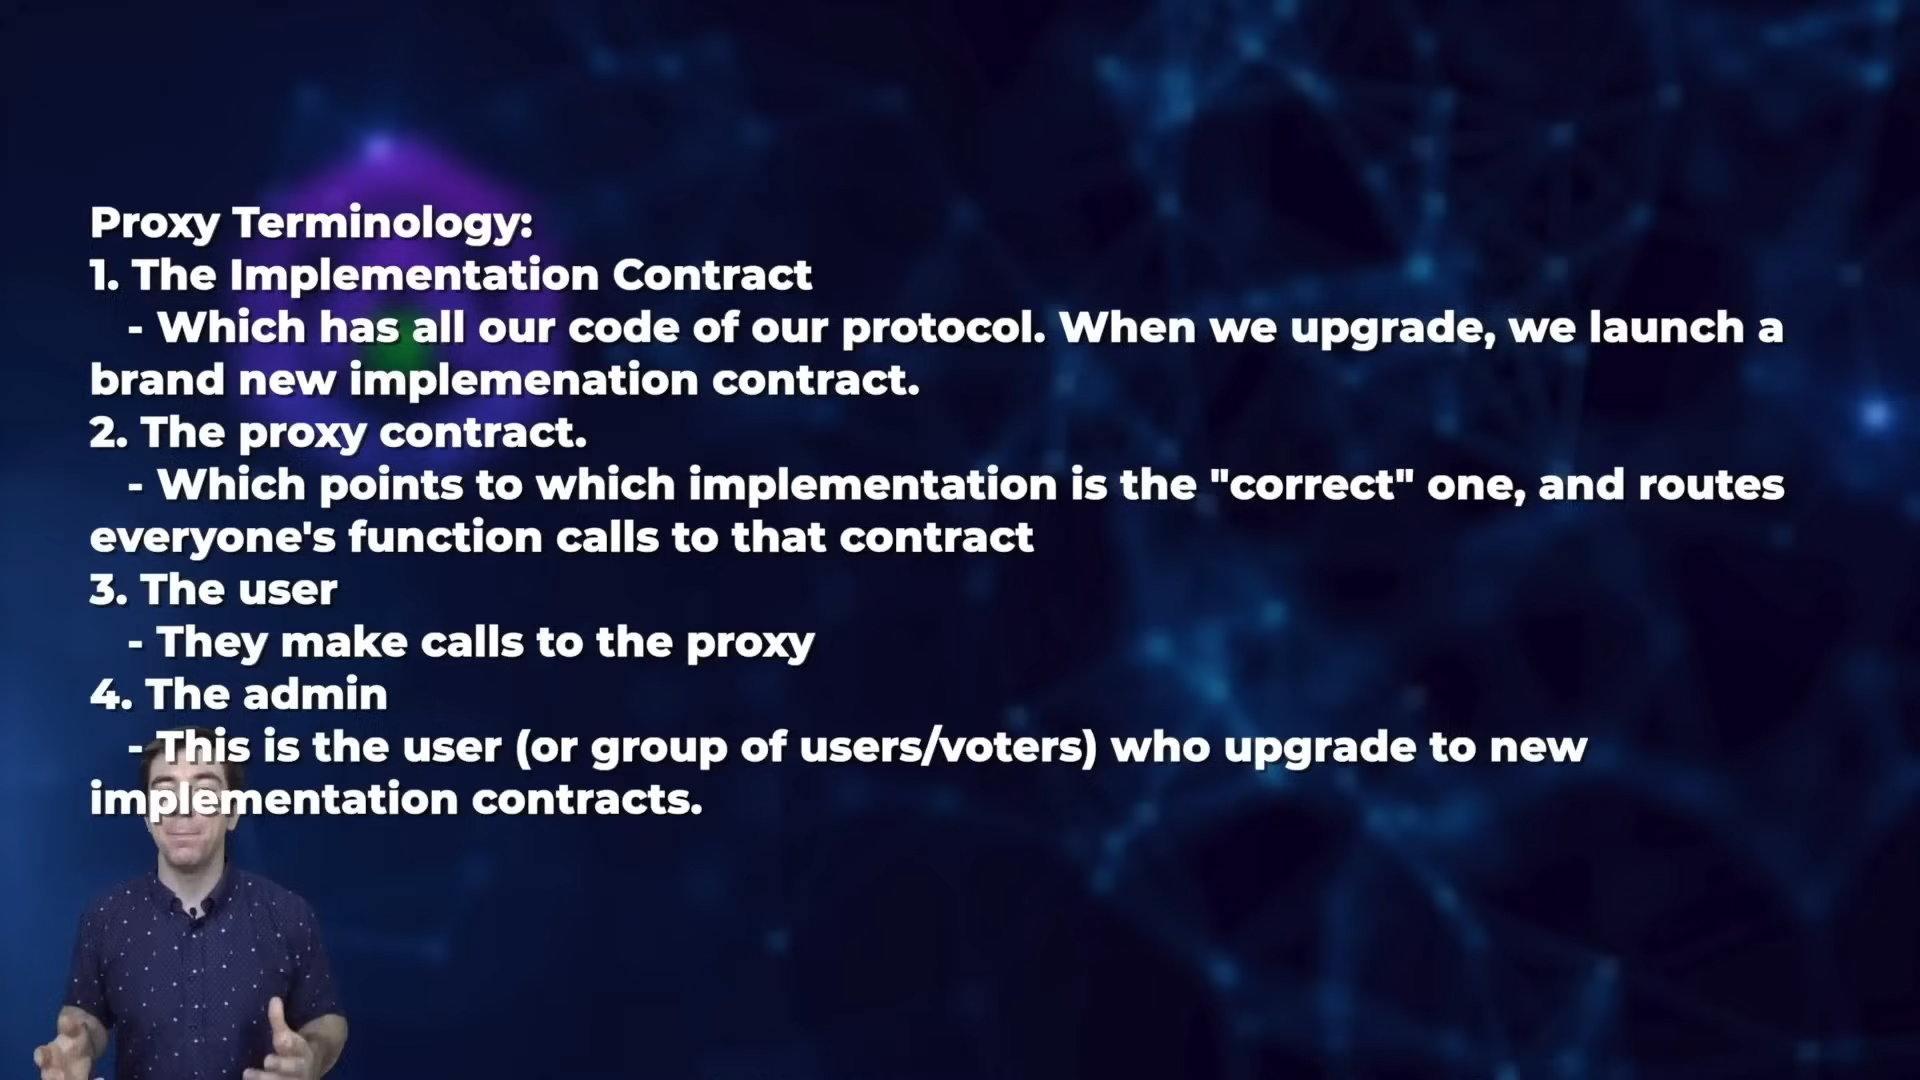 Proxy Terminology:
1. The Implementation Contract
- Which has all our code of our protocol. When we upgrade, we launch a
brand new implemenation contract.
2. The proxy contract.
- Which points to which implementation is the "correct" one, and routes
everyone's function calls to that contract
3. The user
- They make calls to the proxy
4. The admin
- This is the user (or group of users/voters) who upgrade to new
implementation contracts.